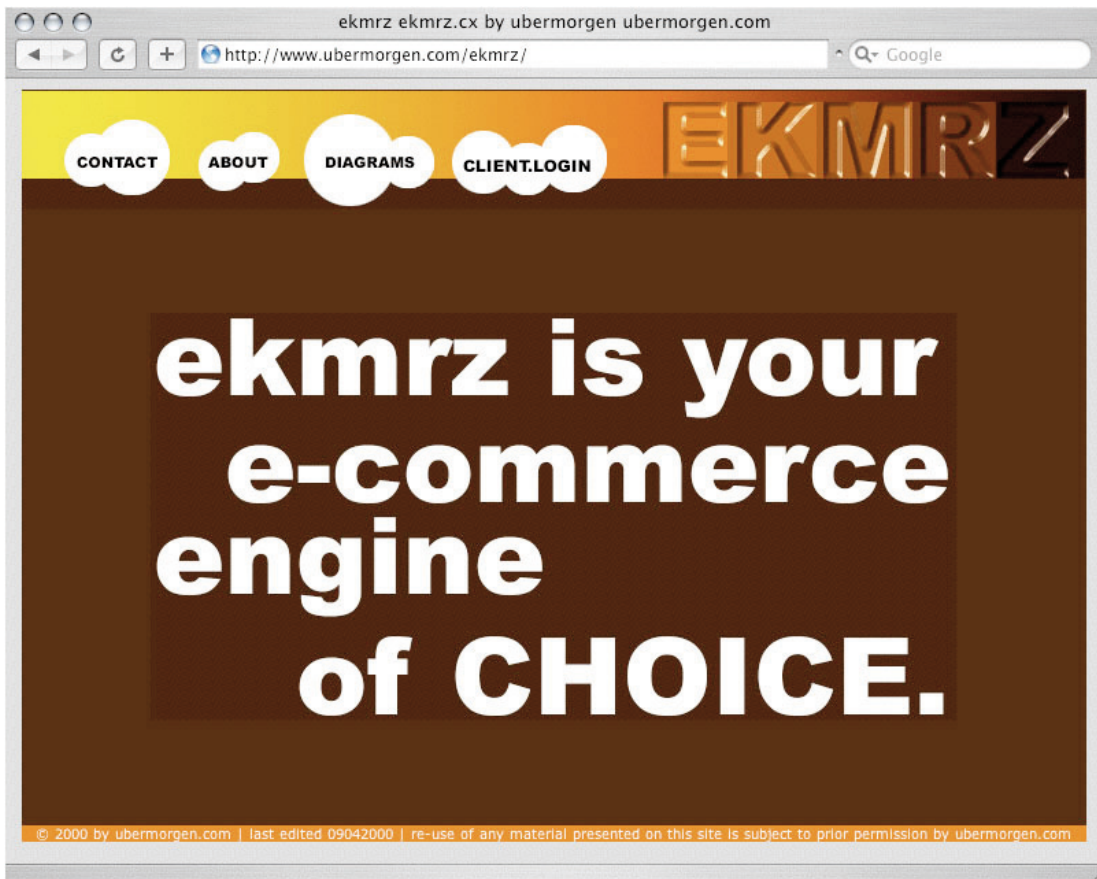 ekmrz ekmrz.cx by ubermorgen ubermorgen.com
http://www.ubermorgen.com/ekmrz/
Google
CONTACT
ABOUT
DIAGRAMS
CLIENT.LOGIN
EKMRZ
ekmrz is your
e-commerce
engine
of CHOICE.
© 2000 by ubermorgen.com | last edited 09042000 | re-use of any material presented on this site is subject to prior permission by ubermorgen.com